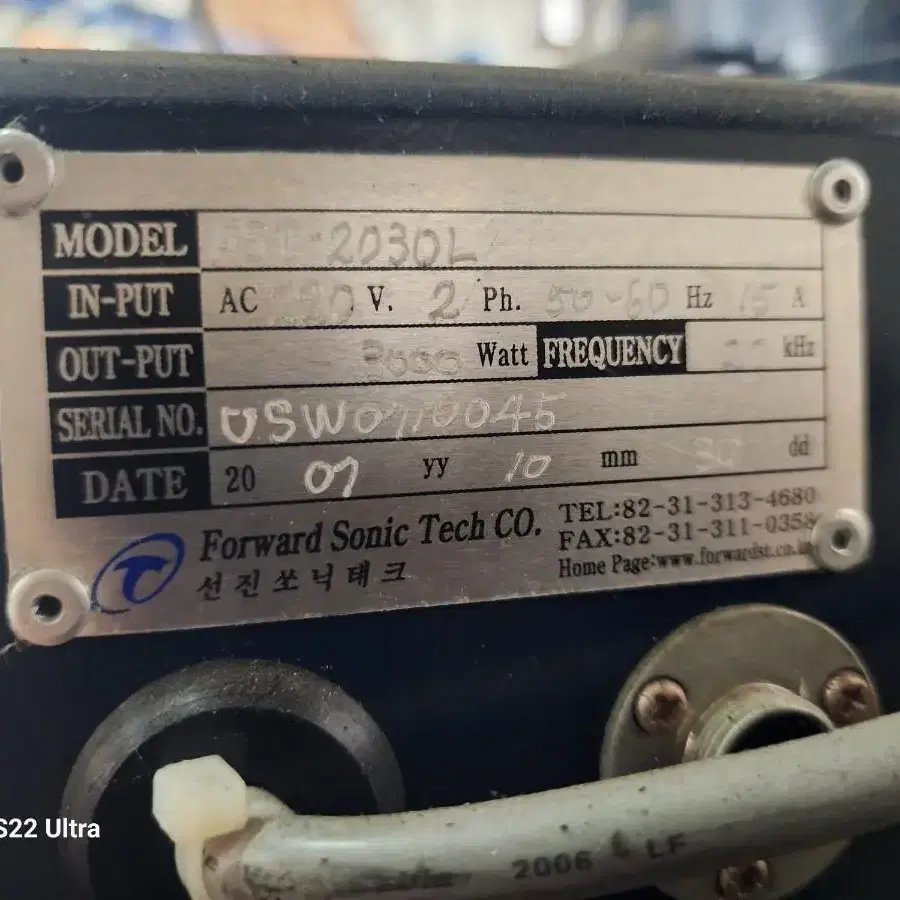 MODEL 2030L
IN-PUT AC 220 V. 2 Ph. 50-60 Hz 15 A
OUT-PUT 3000 Watt FREQUENCY kHz
SERIAL NO. USW0710045
DATE 20 07 yy 10 mm 30 dd
Forward Sonic Tech CO.
선진쏘닉테크
TEL:82-31-313-4680
FAX:82-31-311-0358
Home Page:www.forwardst.co.kr
S22 Ultra
2006 LF